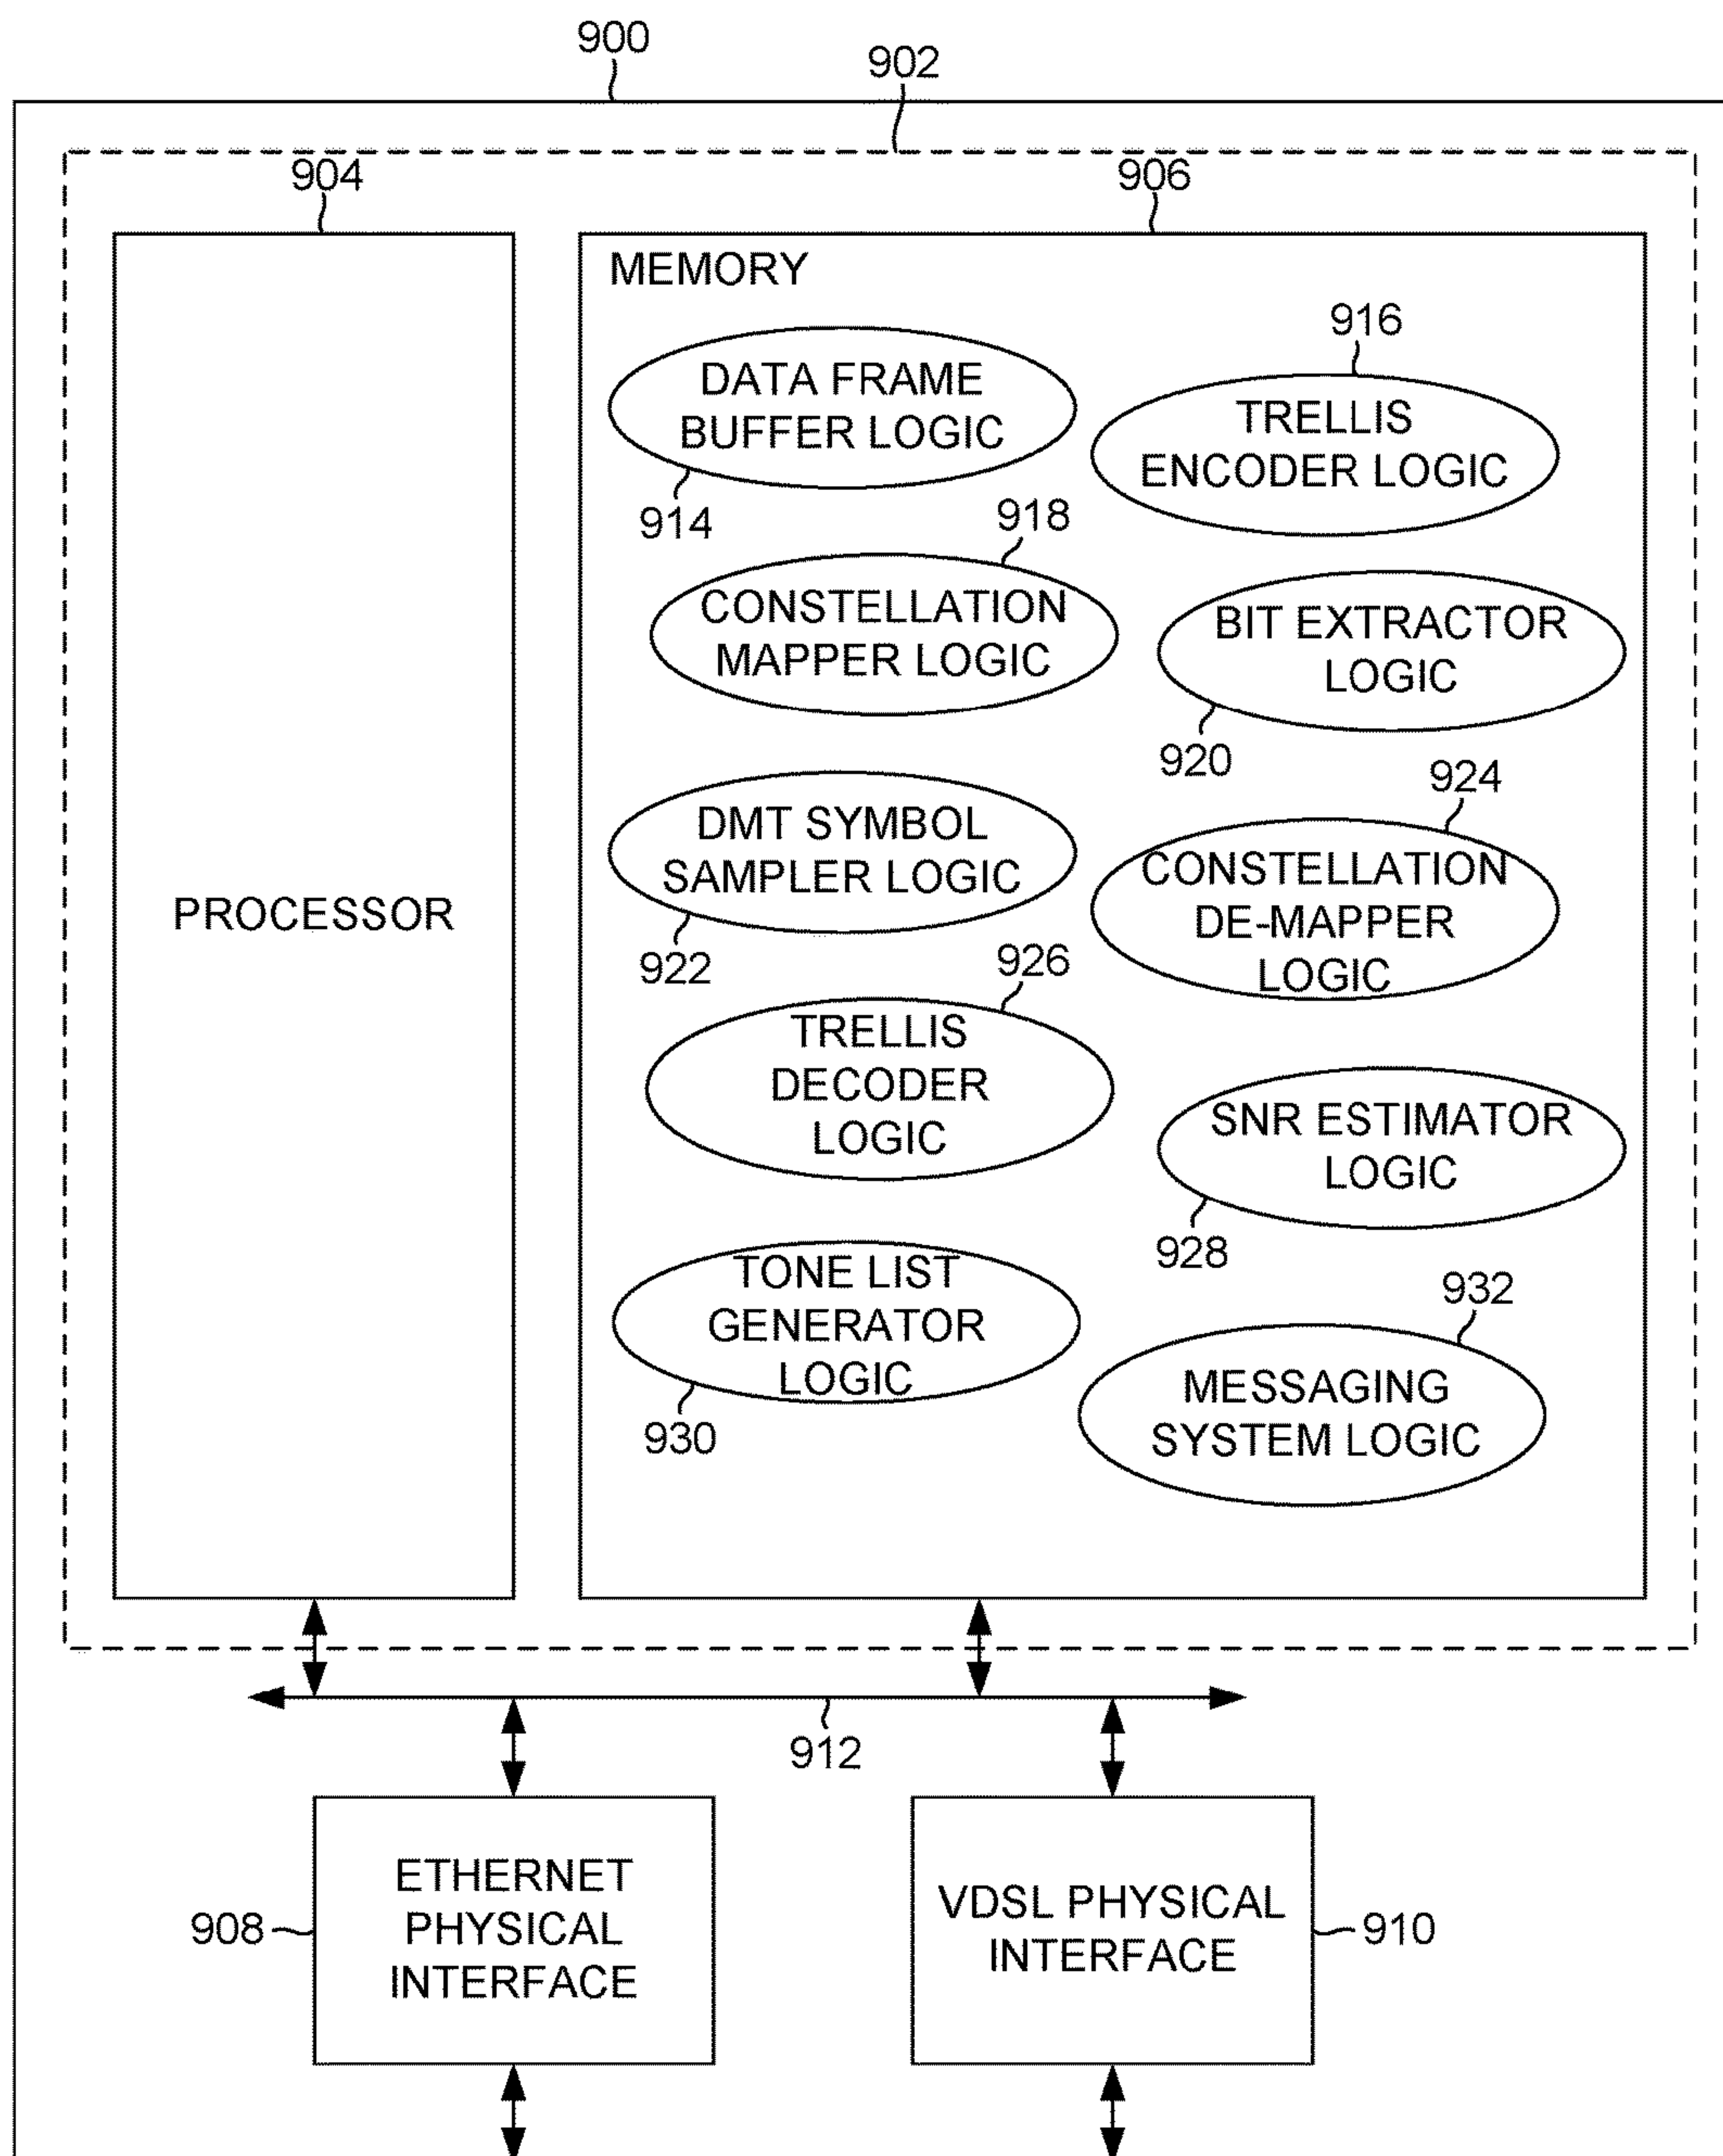 900
902
904
906
MEMORY
916
DATA FRAME
BUFFER LOGIC
TRELLIS
ENCODER LOGIC
914
918
CONSTELLATION
MAPPER LOGIC
BIT EXTRACTOR
LOGIC
920
924
DMT SYMBOL
SAMPLER LOGIC
CONSTELLATION
DE-MAPPER
LOGIC
922
926
TRELLIS
DECODER
LOGIC
SNR ESTIMATOR
LOGIC
928
TONE LIST
GENERATOR
LOGIC
932
930
MESSAGING
SYSTEM LOGIC
PROCESSOR
912
ETHERNET
PHYSICAL
INTERFACE
908
VDSL PHYSICAL
INTERFACE
910